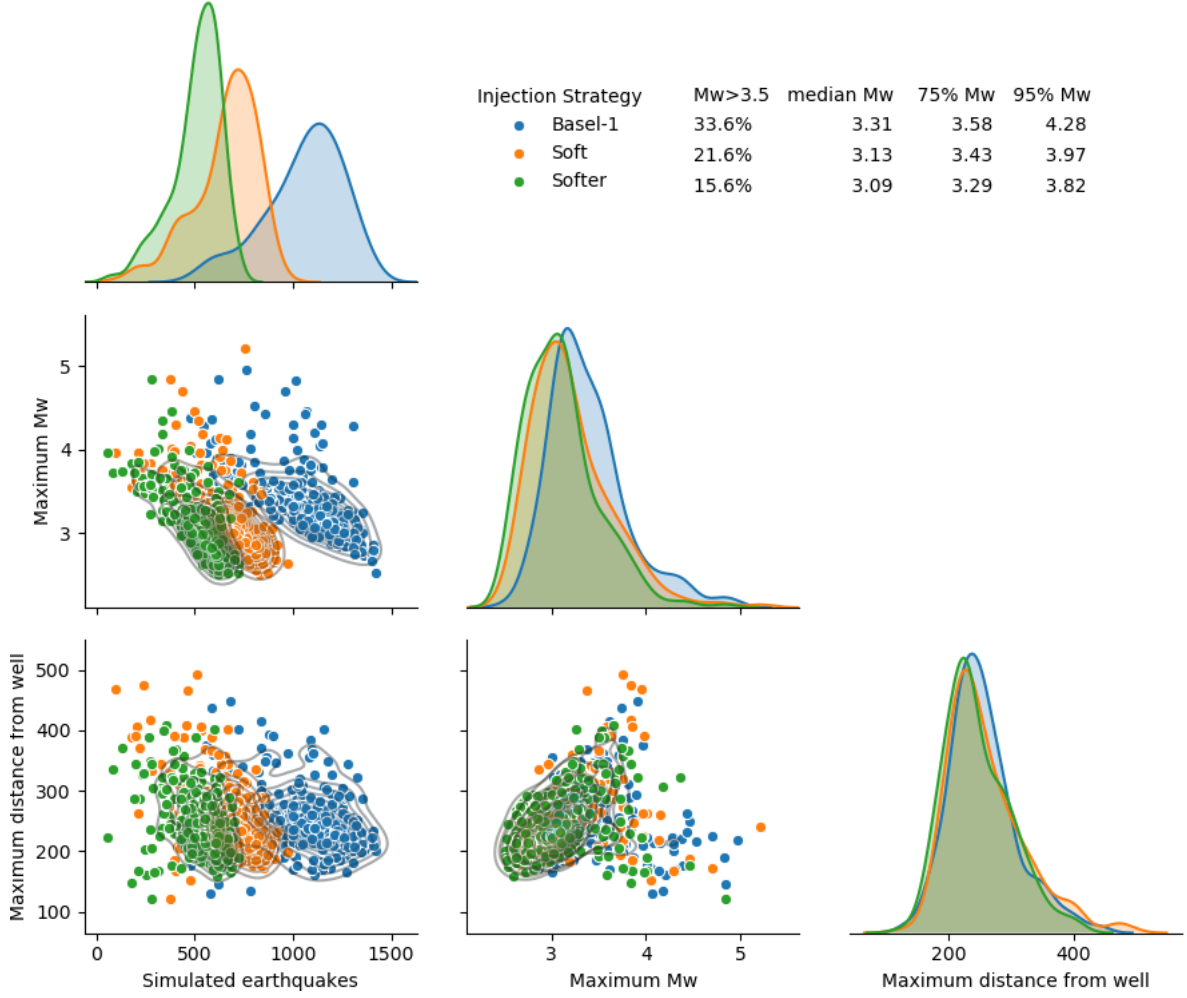 Injection Strategy Mw>3.5 median Mw 75% Mw 95% Mw
Basel-1 33.6% 3.31 3.58 4.28
Soft 21.6% 3.13 3.43 3.97
Softer 15.6% 3.09 3.29 3.82
Maximum Mw
5
4
3
Maximum distance from well
500
400
300
200
100
0 500 1000 1500
Simulated earthquakes
3 4 5
Maximum Mw
200 400
Maximum distance from well